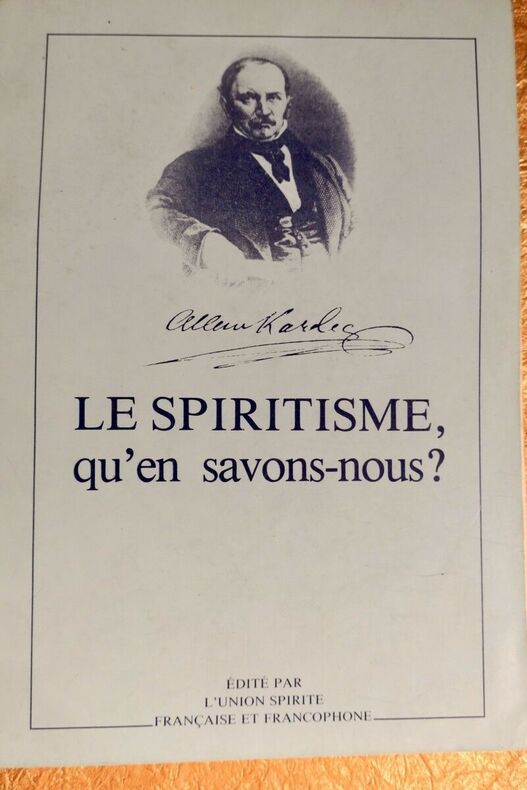 Allan Kardec
LE SPIRITISME,
qu'en savons-nous?
ÉDITÉ PAR
L'UNION SPIRITE
FRANÇAISE ET FRANCOPHONE